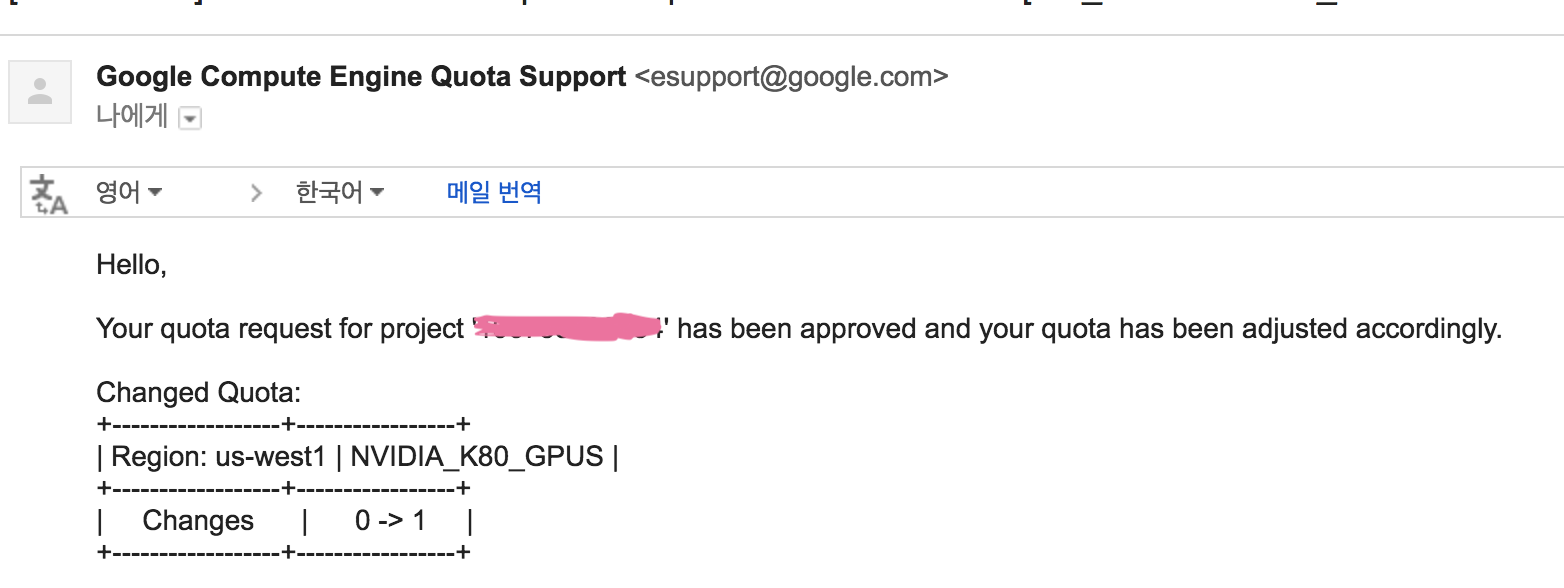 Google Compute Engine Quota Support <esupport@google.com>
나에게
영어 한국어 메일 번역
Hello,
Your quota request for project ' ' has been approved and your quota has been adjusted accordingly.
Changed Quota:
+------------------+-----------------+
| Region: us-west1 | NVIDIA_K80_GPUS |
+------------------+-----------------+
| Changes | 0 -> 1 |
+------------------+-----------------+